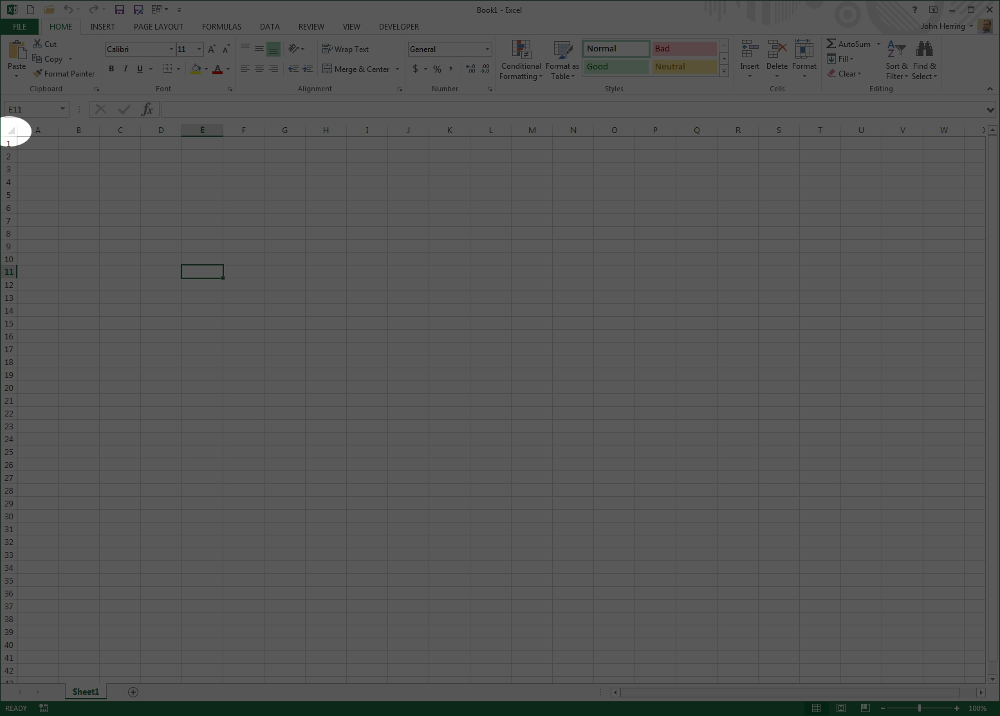 Book1 - Excel
?
FILE HOME INSERT PAGE LAYOUT FORMULAS DATA REVIEW VIEW DEVELOPER John Herring
Paste
Cut
Copy
Format Painter
Clipboard
Calibri 11 A A
B I U A
Font
Wrap Text
Merge & Center
Alignment
General
$ % , .0 .00 .00 .0
Number
Conditional Formatting
Format as Table
Normal Bad
Good Neutral
Styles
Insert Delete Format
Cells
AutoSum
Fill
Clear
A
Z
Sort & Filter
Find & Select
Editing
E11 fx
A B C D E F G H I J K L M N O P Q R S T U V W
1
2
3
4
5
6
7
8
9
10
11
12
13
14
15
16
17
18
19
20
21
22
23
24
25
26
27
28
29
30
31
32
33
34
35
36
37
38
39
40
41
42
Sheet1
READY 100%